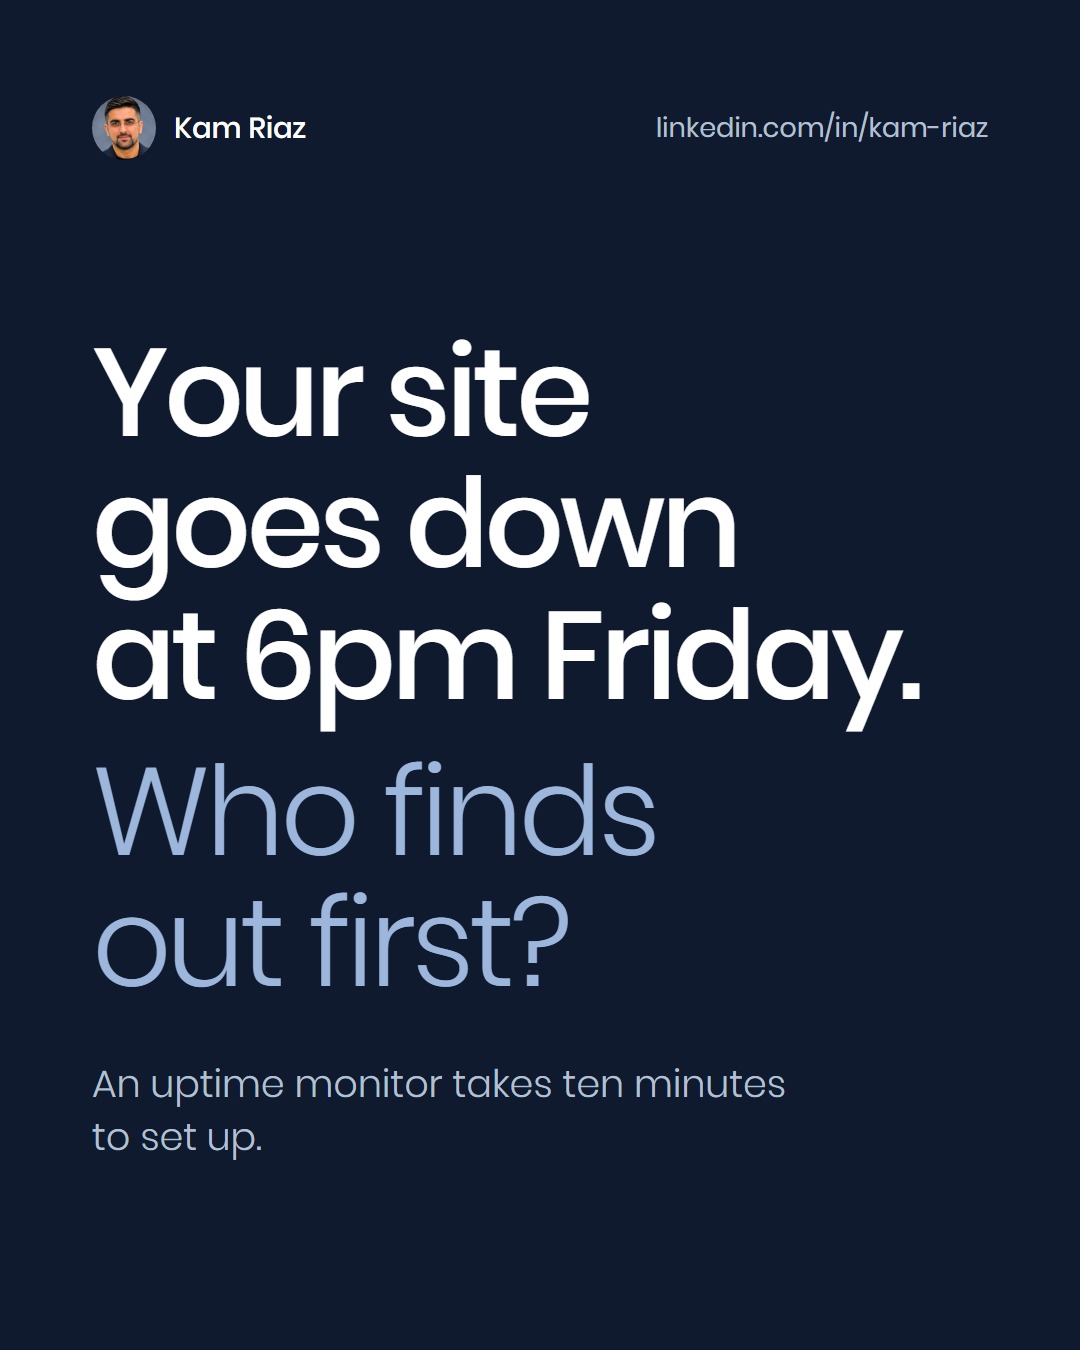 Kam Riaz
linkedin.com/in/kam-riaz
Your site
goes down
at 6pm Friday.
Who finds
out first?
An uptime monitor takes ten minutes
to set up.